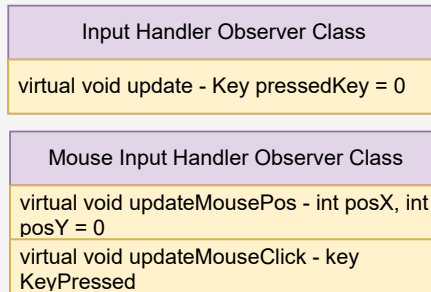 Input Handler Observer Class
virtual void update - Key pressedKey = 0
Mouse Input Handler Observer Class
virtual void updateMousePos - int posX, int
posY = 0
virtual void updateMouseClick - key
KeyPressed